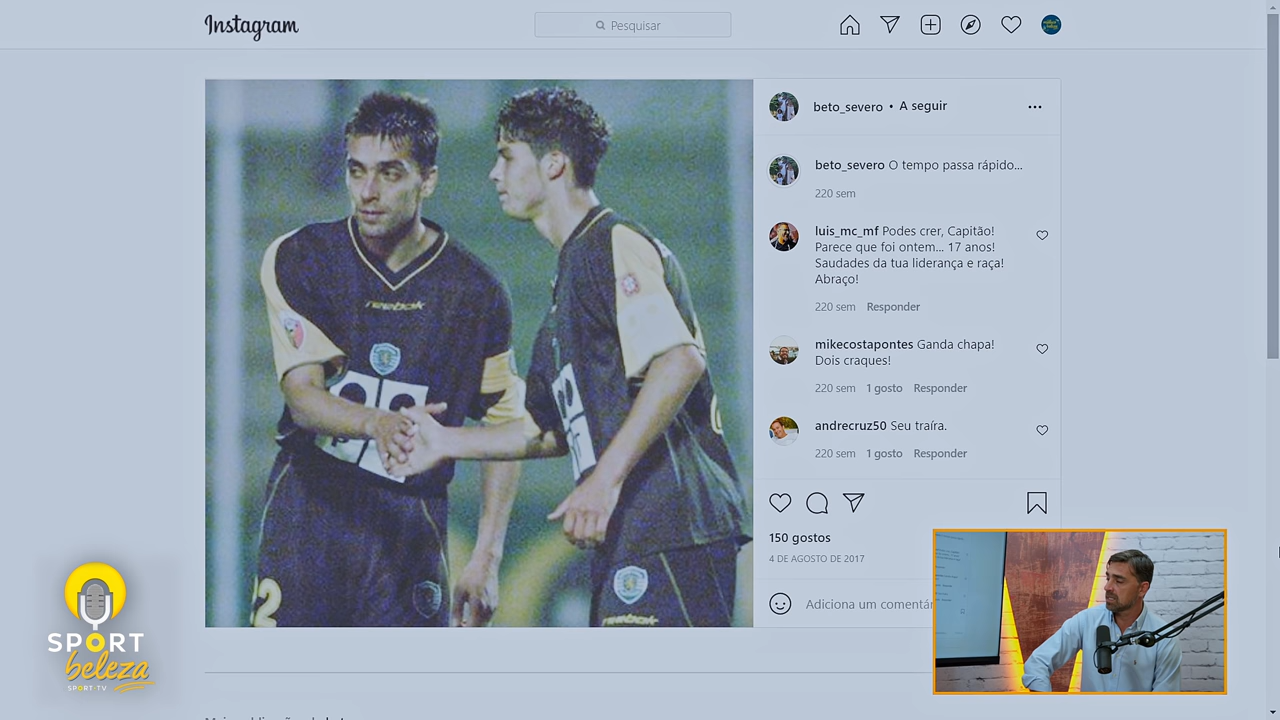 Instagram
Pesquisar
beto_severo • A seguir
beto_severo O tempo passa rápido...
220 sem
luis_mc_mf Podes crer, Capitão!
Parece que foi ontem... 17 anos!
Saudades da tua liderança e raça!
Abraço!
220 sem Responder
mikecostapontes Ganda chapa!
Dois craques!
220 sem 1 gosto Responder
andrecruz50 Seu traíra.
220 sem 1 gosto Responder
150 gostos
4 DE AGOSTO DE 2017
Adiciona um comentár
Reebok
2
Reebok
SPORT
beleza
SPORT•TV